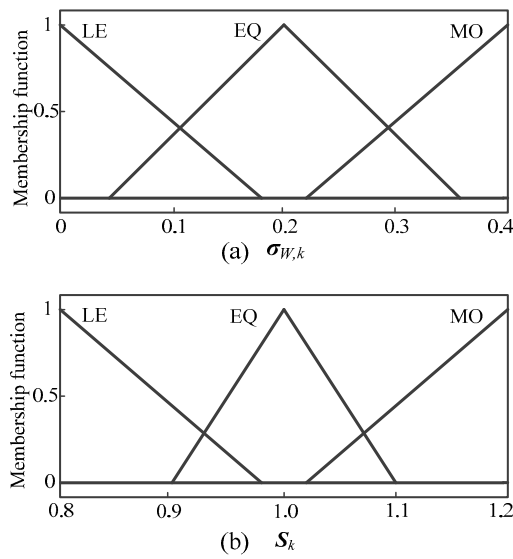 Membership function
1
0.5
0
LE
EQ
MO
0
0.1
0.2
0.3
0.4
(a) σW,k
Membership function
1
0.5
0
LE
EQ
MO
0.8
0.9
1.0
1.1
1.2
(b) Sk